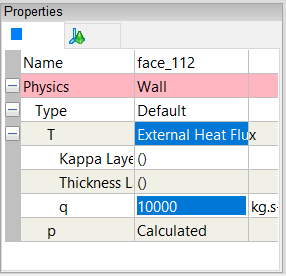 Properties
Name face_112
Physics Wall
Type Default
T External Heat Flux
Kappa Laye ()
Thickness L ()
q 10000 kg.s-
p Calculated